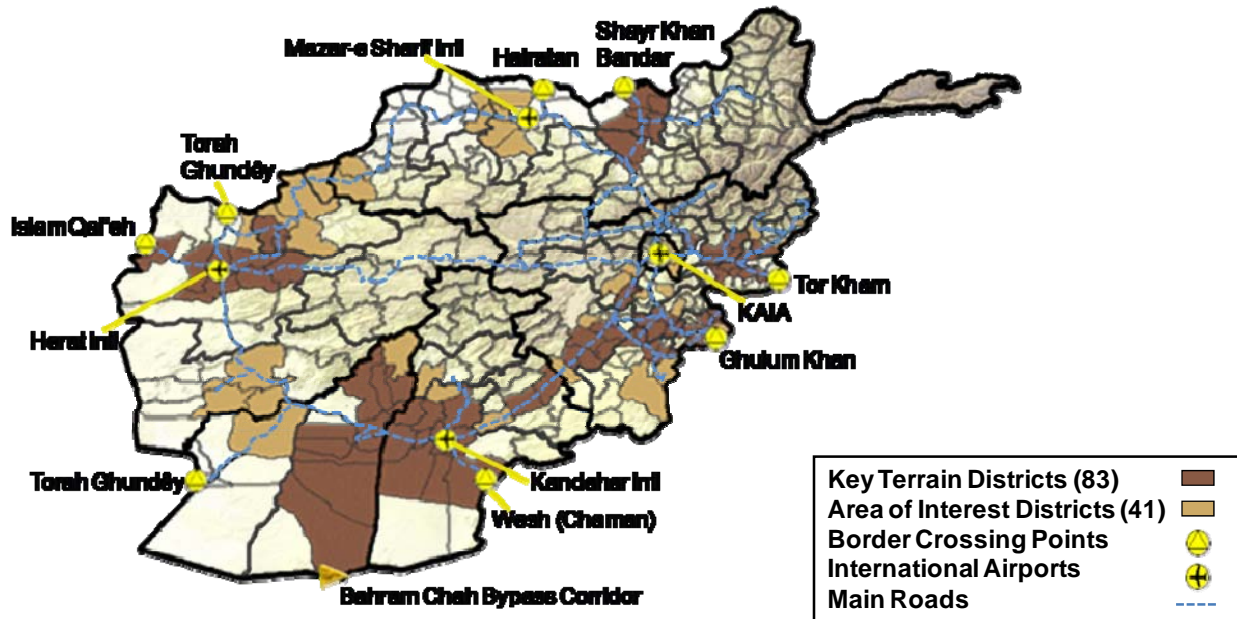 Mazar-e Sharif Intl
Hairatan
Shayr Khan
Bandar
Torah
Ghundêy
Islam Qal'eh
Herat Intl
Tor Kham
KAIA
Ghulum Khan
Torah Ghundêy
Kandahar Intl
Wesh (Chaman)
Bahram Chah Bypass Corridor
Key Terrain Districts (83)
Area of Interest Districts (41)
Border Crossing Points
International Airports
Main Roads